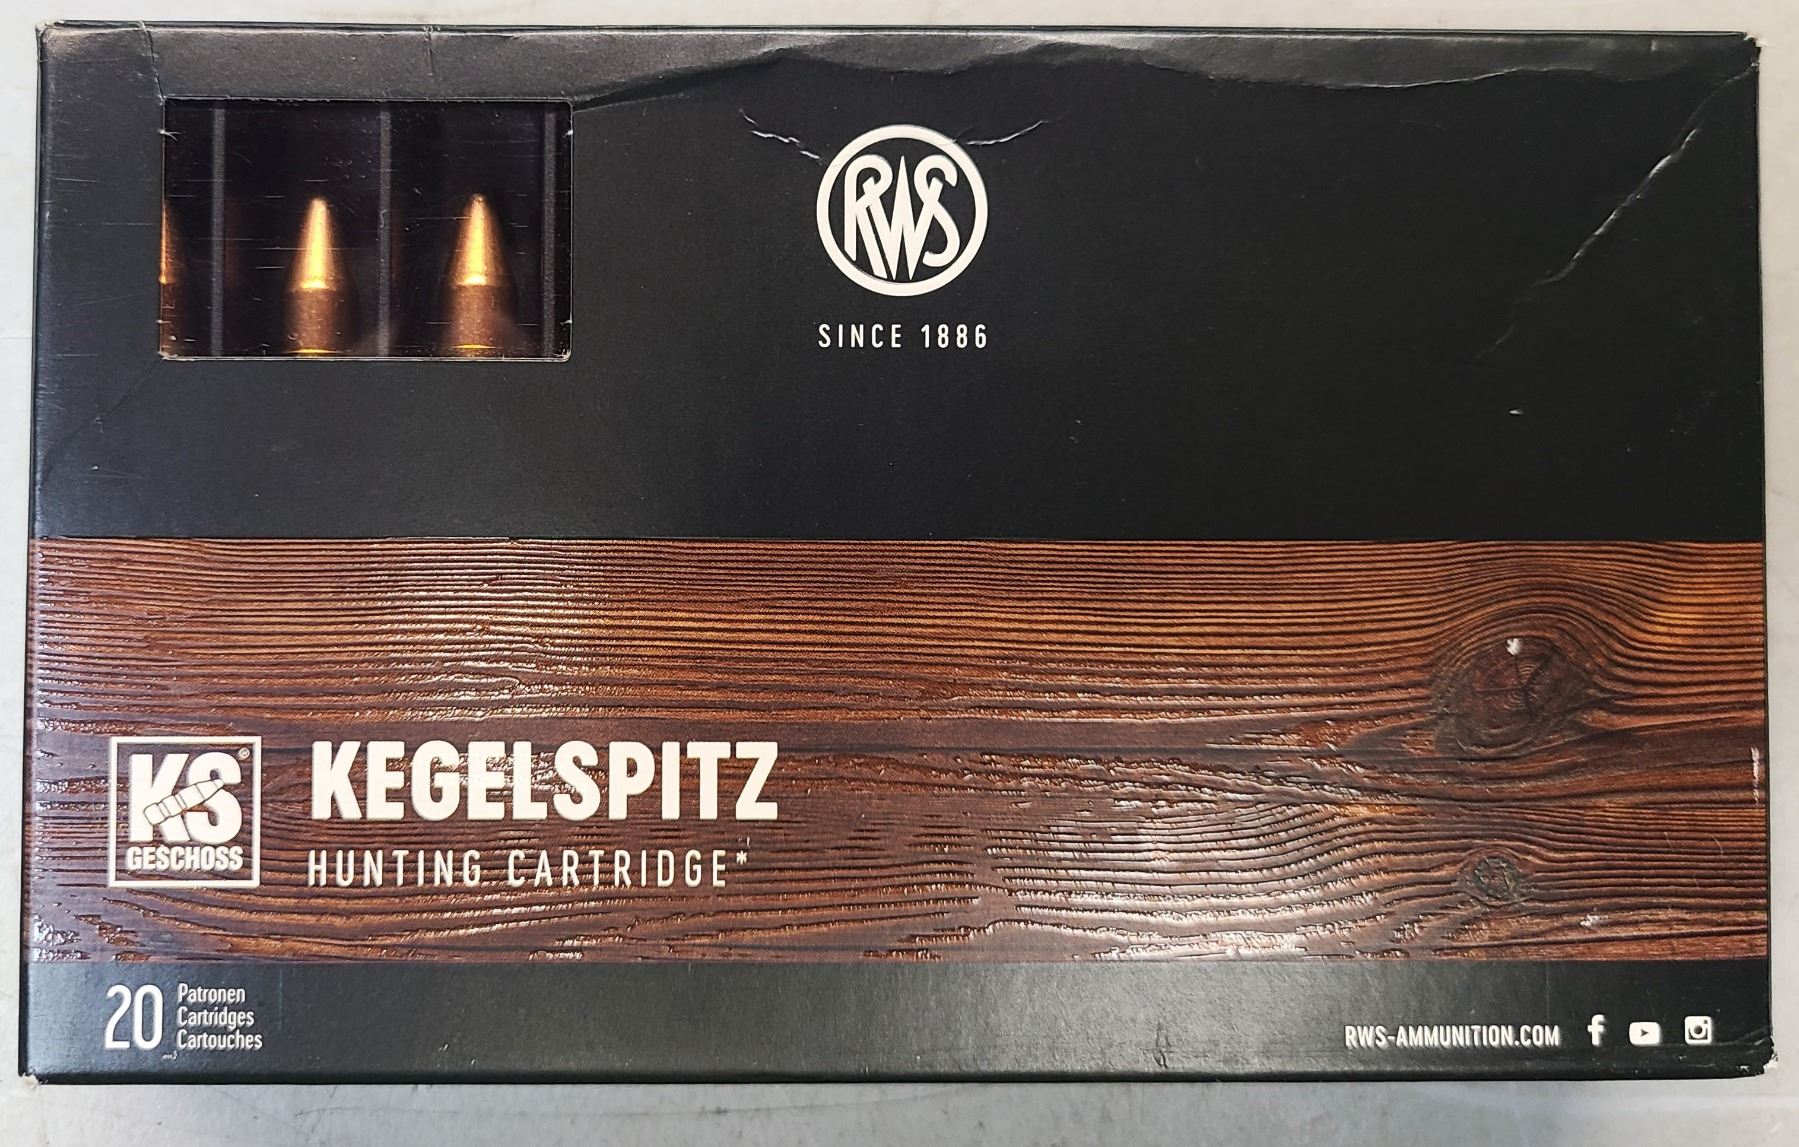 RWS
SINCE 1886
KS®
GESCHOSS
KEGELSPITZ
HUNTING CARTRIDGE*
20
Patronen
Cartridges
Cartouches
RWS-AMMUNITION.COM